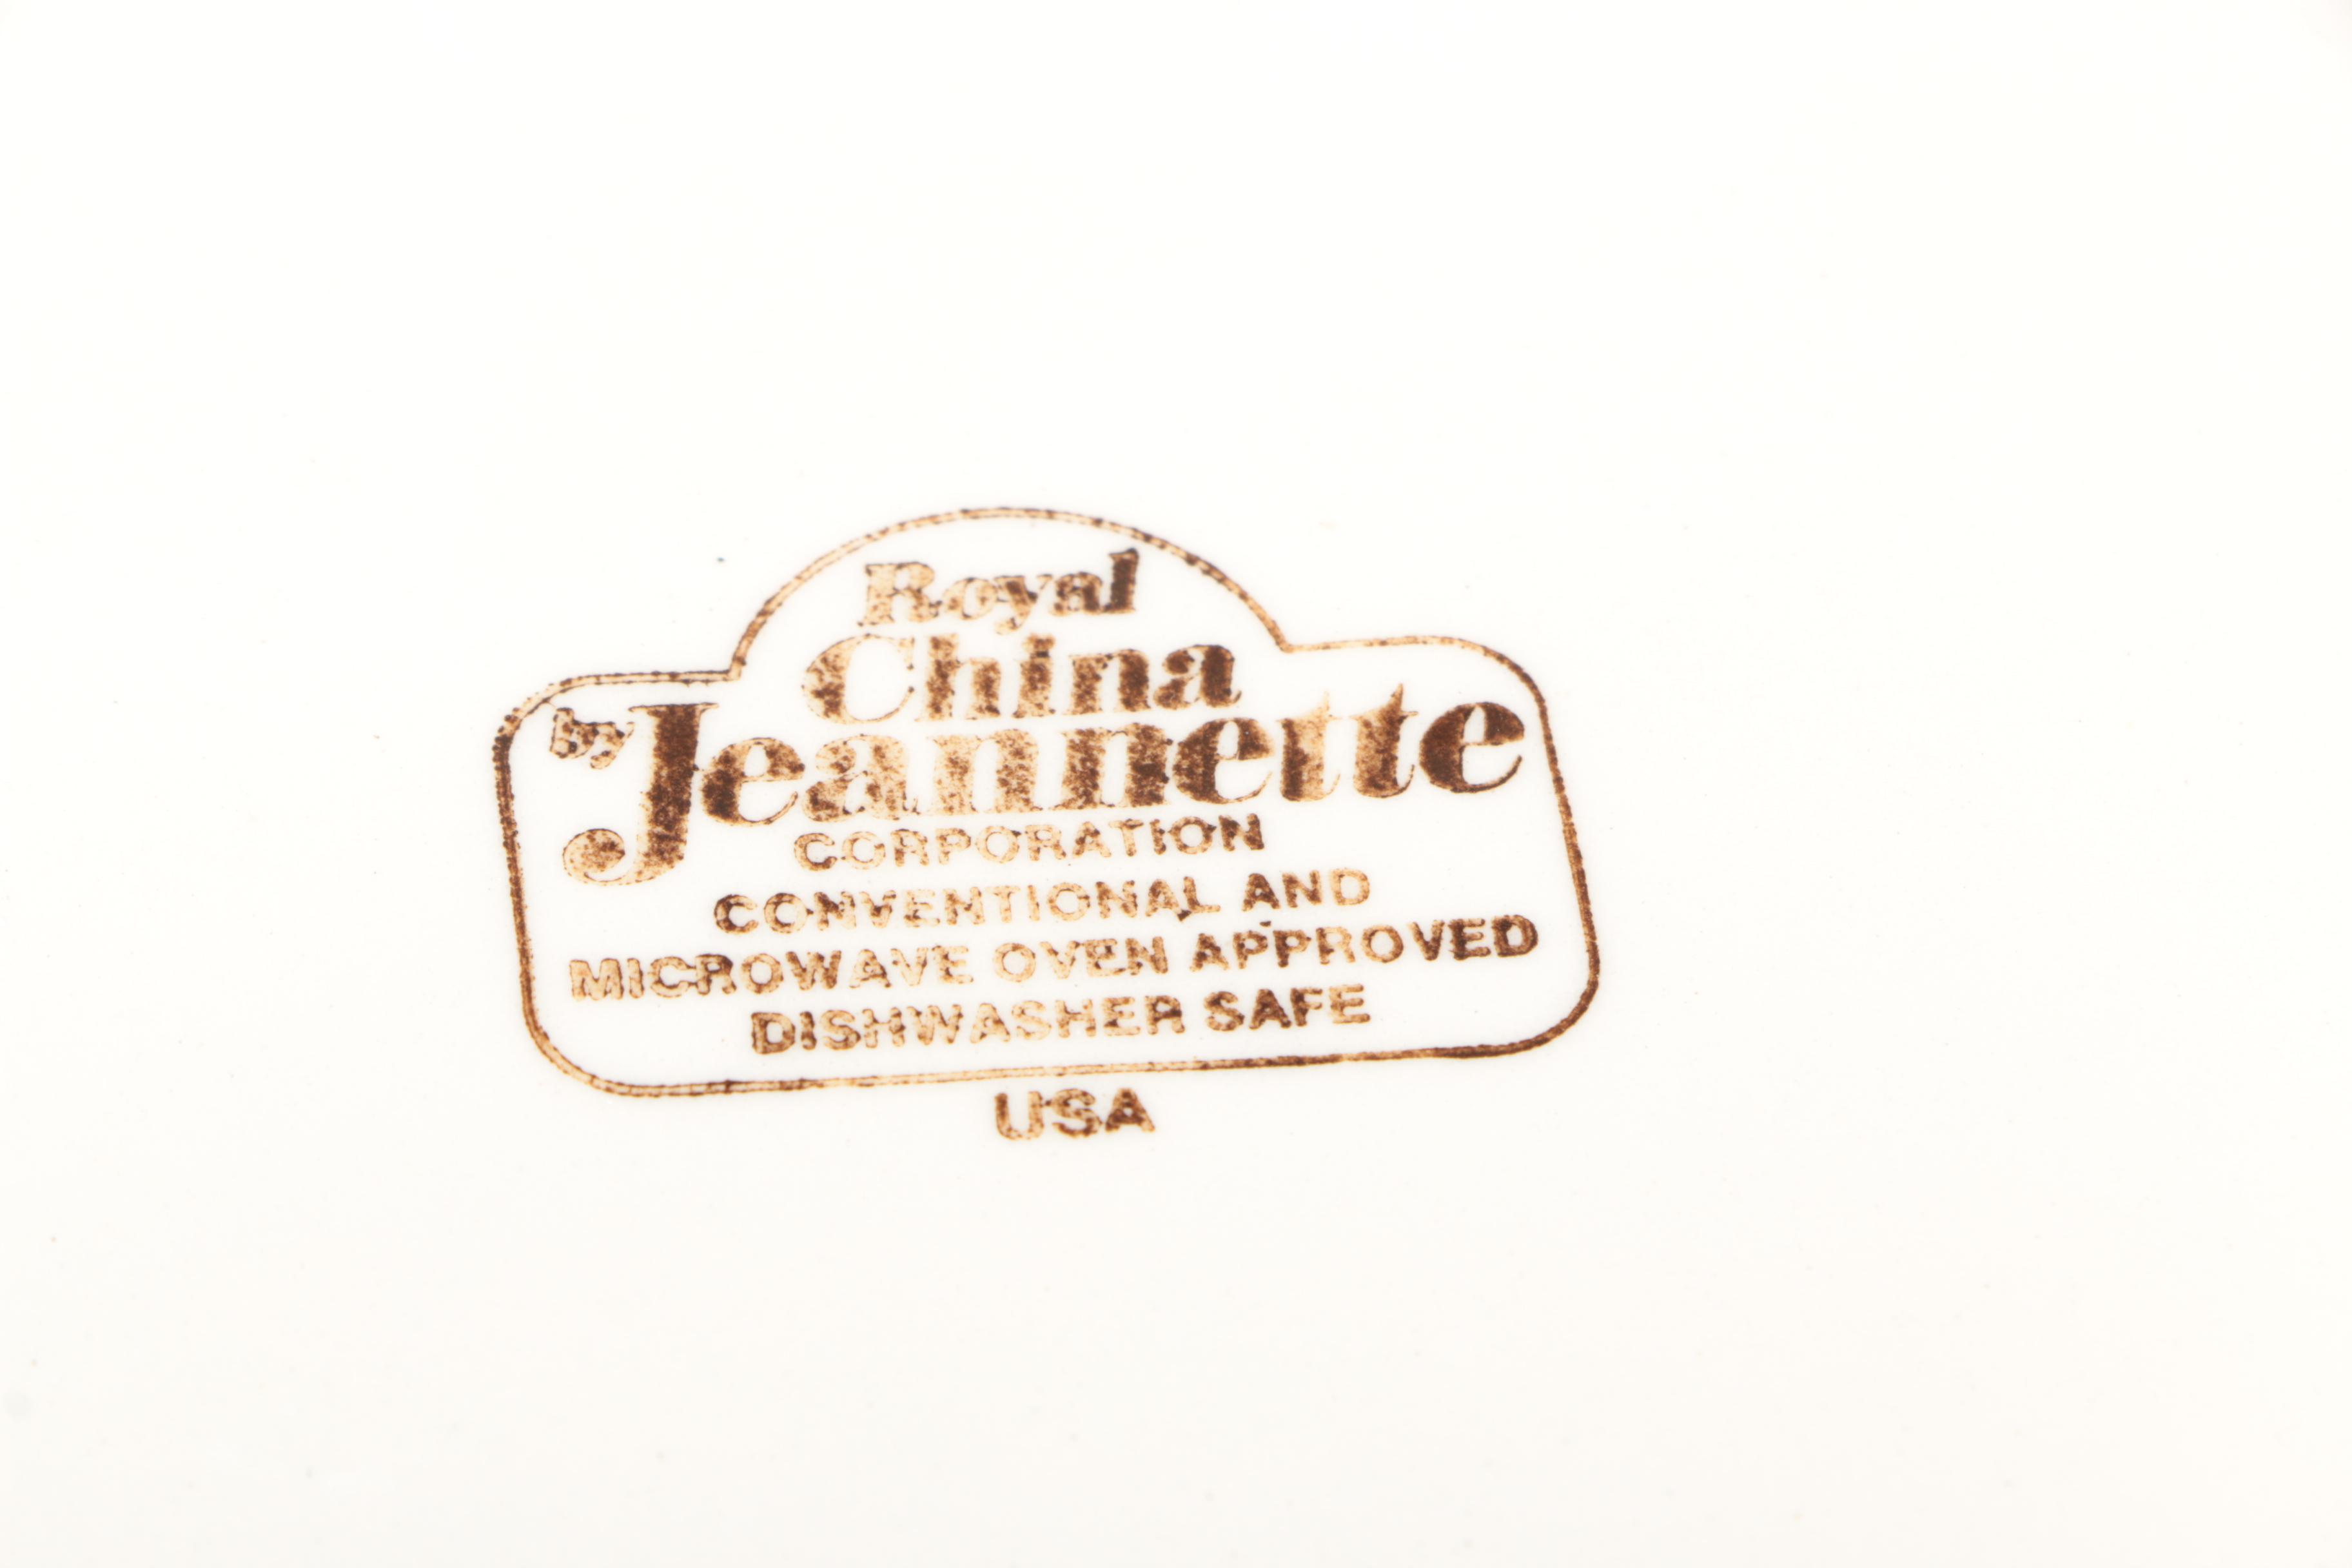 Royal
China
by Jeannette
CORPORATION
CONVENTIONAL AND
MICROWAVE OVEN APPROVED
DISHWASHER SAFE
USA